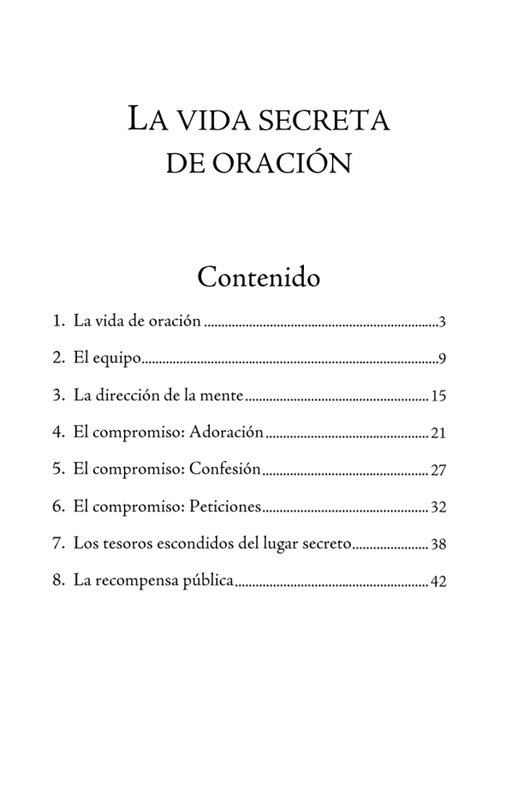 LA VIDA SECRETA
DE ORACIÓN
Contenido
1. La vida de oración ..................................................................3
2. El equipo....................................................................................9
3. La dirección de la mente.................................................... 15
4. El compromiso: Adoración............................................... 21
5. El compromiso: Confesión................................................ 27
6. El compromiso: Peticiones................................................ 32
7. Los tesoros escondidos del lugar secreto...................... 38
8. La recompensa pública....................................................... 42